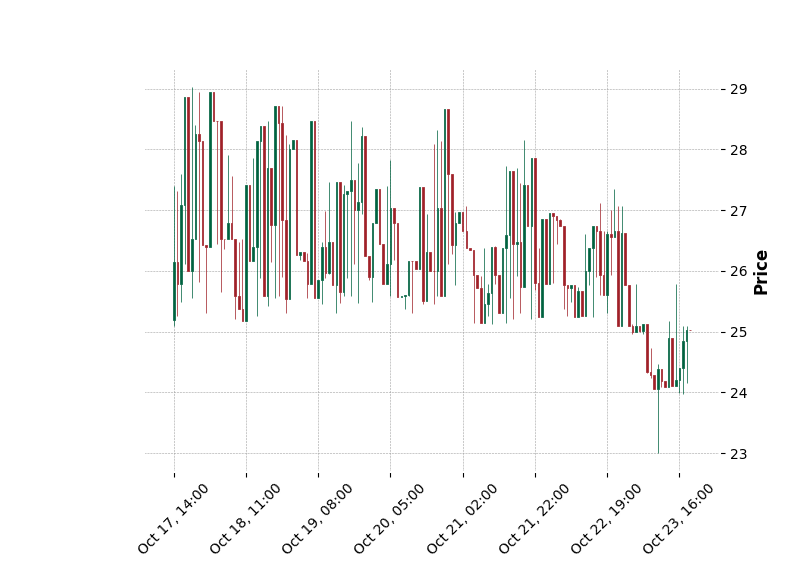 29
28
27
26
25
24
23
Price
Oct 17, 14:00
Oct 18, 11:00
Oct 19, 08:00
Oct 20, 05:00
Oct 21, 02:00
Oct 21, 22:00
Oct 22, 19:00
Oct 23, 16:00